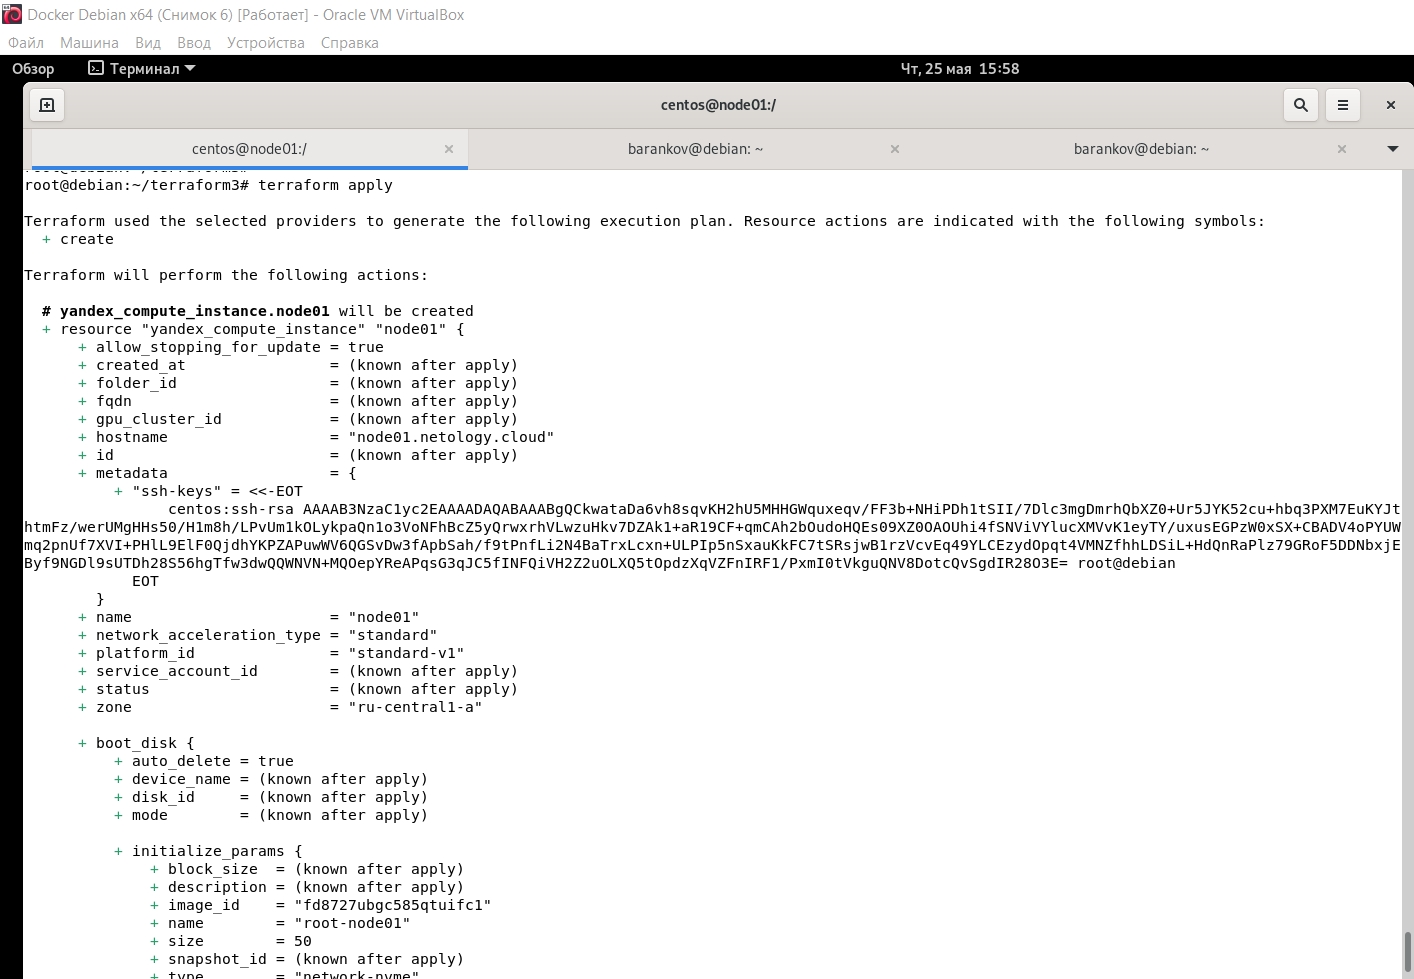 Docker Debian x64 (Снимок 6) [Работает] - Oracle VM VirtualBox
Файл Машина Вид Ввод Устройства Справка
Обзор Терминал Чт, 25 мая 15:58
centos@node01:/
centos@node01:/ barankov@debian: ~ barankov@debian: ~
root@debian:~/terraform3# terraform apply
Terraform used the selected providers to generate the following execution plan. Resource actions are indicated with the following symbols:
+ create
Terraform will perform the following actions:
# yandex_compute_instance.node01 will be created
+ resource "yandex_compute_instance" "node01" {
+ allow_stopping_for_update = true
+ created_at = (known after apply)
+ folder_id = (known after apply)
+ fqdn = (known after apply)
+ gpu_cluster_id = (known after apply)
+ hostname = "node01.netology.cloud"
+ id = (known after apply)
+ metadata = {
+ "ssh-keys" = <<-EOT
centos:ssh-rsa AAAAB3NzaC1yc2EAAAADAQABAAABgQCkwataDa6vh8sqvKH2hU5MHHGWquxeqv/FF3b+NHiPDh1tSII/7Dlc3mgDmrhQbXZ0+Ur5JYK52cu+hbq3PXM7EuKYJt
htmFz/werUMgHHs50/H1m8h/LPvUm1kOLykpaQn1o3VoNFhBcZ5yQrwxrhVLwzuHkv7DZAk1+aR19CF+qmCAh2bOudoHQEs09XZ0OAOUhi4fSNViVYlucXMVvK1eyTY/uxusEGPzW0xSX+CBADV4oPYUW
mq2pnUf7XVI+PHlL9ElF0QjdhYKPZAPuwWV6QGSvDw3fApbSah/f9tPnfLi2N4BaTrxLcxn+ULPIp5nSxauKkFC7tSRsjwB1rzVcvEq49YLCEzydOpqt4VMNZfhhLDSiL+HdQnRaPlz79GRoF5DDNbxjE
Byf9NGDl9sUTDh28S56hgTfw3dwQQWNVN+MQOepYReAPqsG3qJC5fINFQiVH2Z2uOLXQ5tOpdzXqVZFnIRF1/PxmI0tVkguQNV8DotcQvSgdIR28O3E= root@debian
EOT
}
+ name = "node01"
+ network_acceleration_type = "standard"
+ platform_id = "standard-v1"
+ service_account_id = (known after apply)
+ status = (known after apply)
+ zone = "ru-central1-a"
+ boot_disk {
+ auto_delete = true
+ device_name = (known after apply)
+ disk_id = (known after apply)
+ mode = (known after apply)
+ initialize_params {
+ block_size = (known after apply)
+ description = (known after apply)
+ image_id = "fd8727ubgc585qtuifc1"
+ name = "root-node01"
+ size = 50
+ snapshot_id = (known after apply)
+ type = "network-nvme"